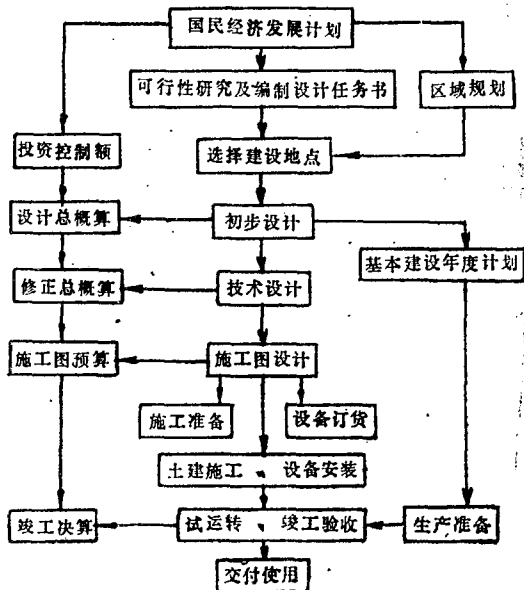 国民经济发展计划
可行性研究及编制设计任务书
区域规划
投资控制额
选择建设地点
设计总概算
初步设计
基本建设年度计划
修正总概算
技术设计
施工图预算
施工图设计
施工准备
设备订货
土建施工、设备安装
竣工决算
试运转、竣工验收
生产准备
交付使用